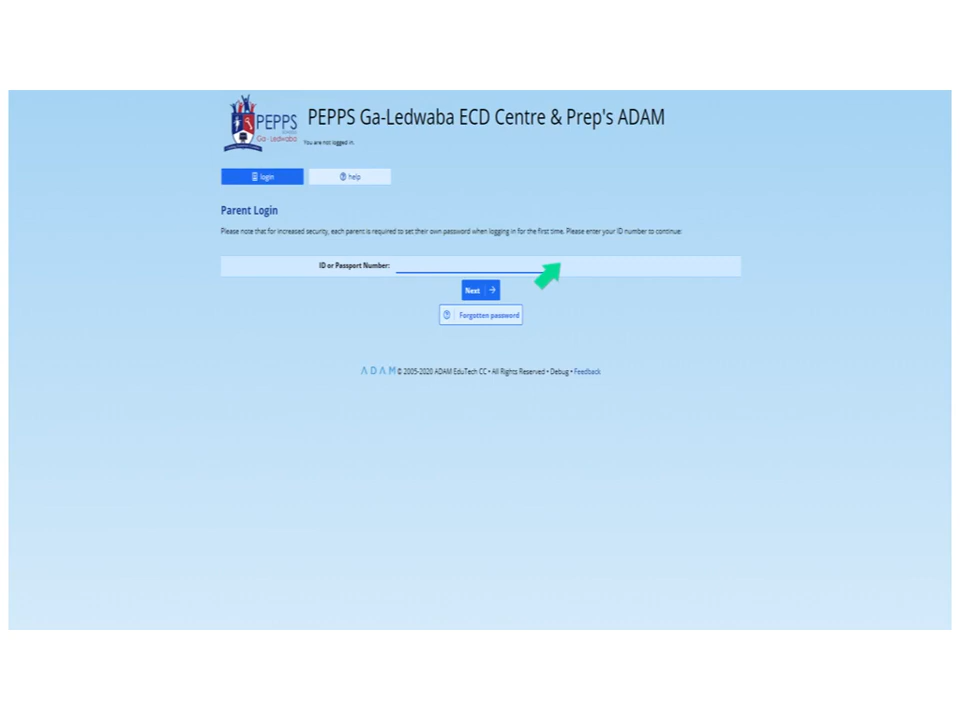 PEPPS
Ga - Ledwaba
PEPPS Ga-Ledwaba ECD Centre & Prep's ADAM
You are not logged in.
login
help
Parent Login
Please note that for increased security, each parent is required to set their own password when logging in for the first time. Please enter your ID number to continue:
ID or Passport Number:
Next
Forgotten password
ADAM © 2005-2020 ADAM EduTech CC • All Rights Reserved • Debug • Feedback